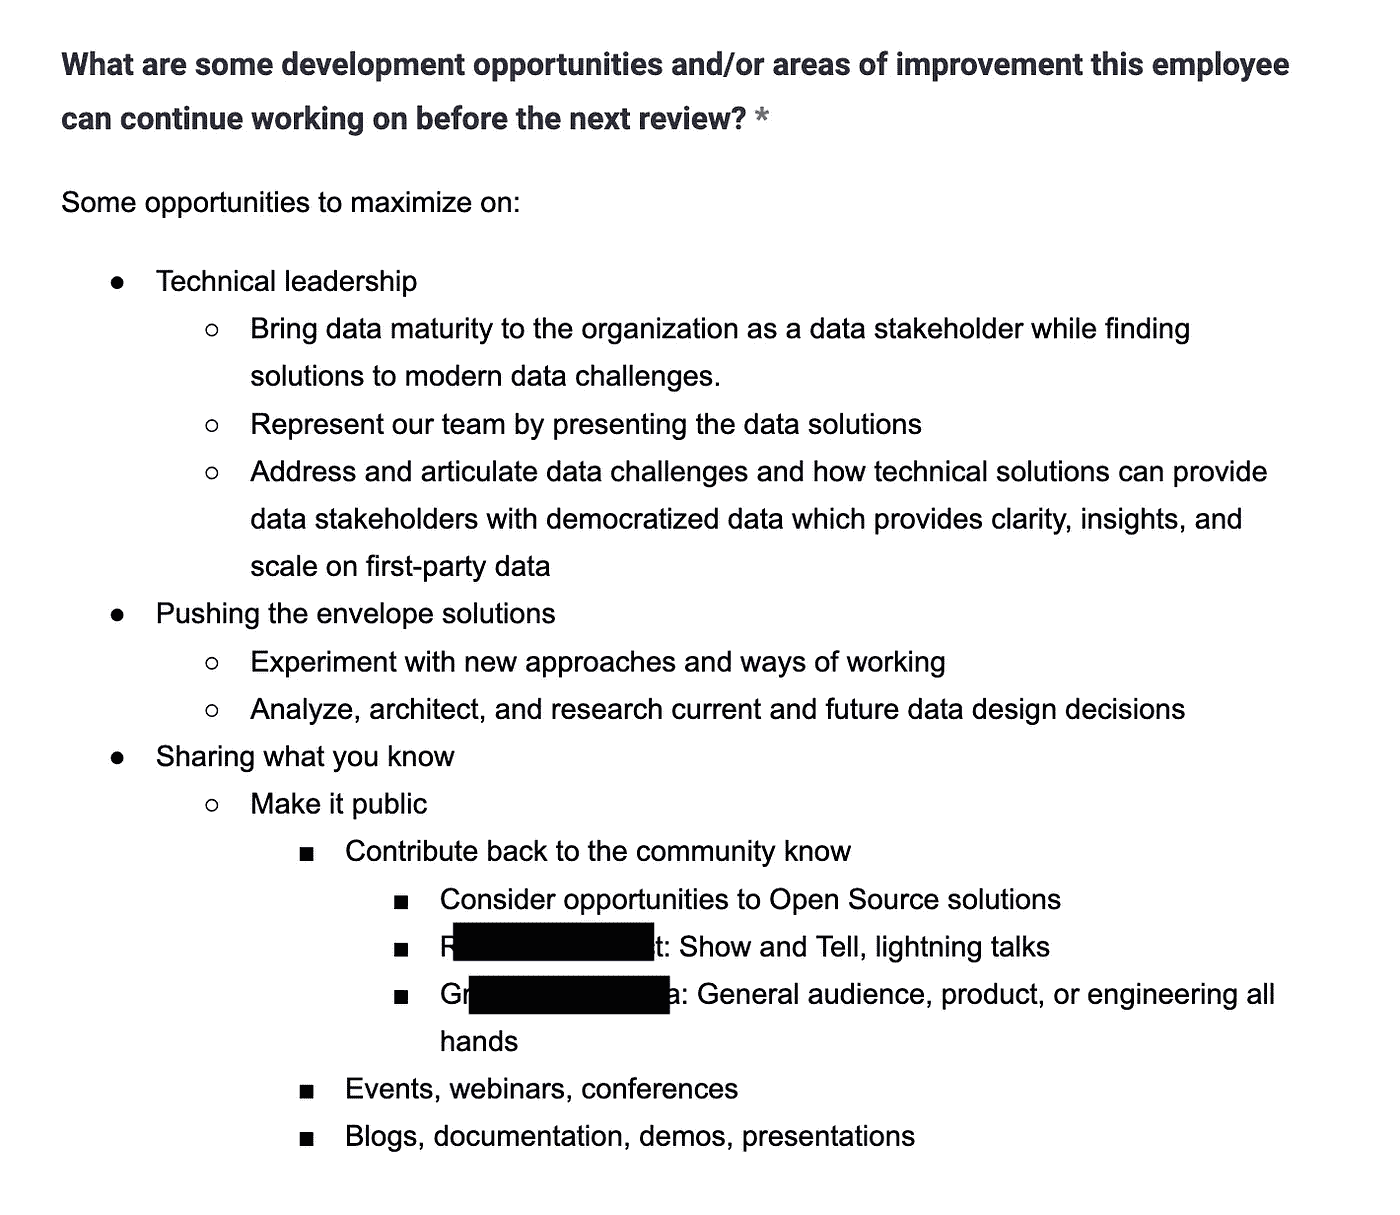 What are some development opportunities and/or areas of improvement this employee
can continue working on before the next review? *
Some opportunities to maximize on:
● Technical leadership
○ Bring data maturity to the organization as a data stakeholder while finding
solutions to modern data challenges.
○ Represent our team by presenting the data solutions
○ Address and articulate data challenges and how technical solutions can provide
data stakeholders with democratized data which provides clarity, insights, and
scale on first-party data
● Pushing the envelope solutions
○ Experiment with new approaches and ways of working
○ Analyze, architect, and research current and future data design decisions
● Sharing what you know
○ Make it public
■ Contribute back to the community know
■ Consider opportunities to Open Source solutions
■ : Show and Tell, lightning talks
■ : General audience, product, or engineering all
hands
■ Events, webinars, conferences
■ Blogs, documentation, demos, presentations